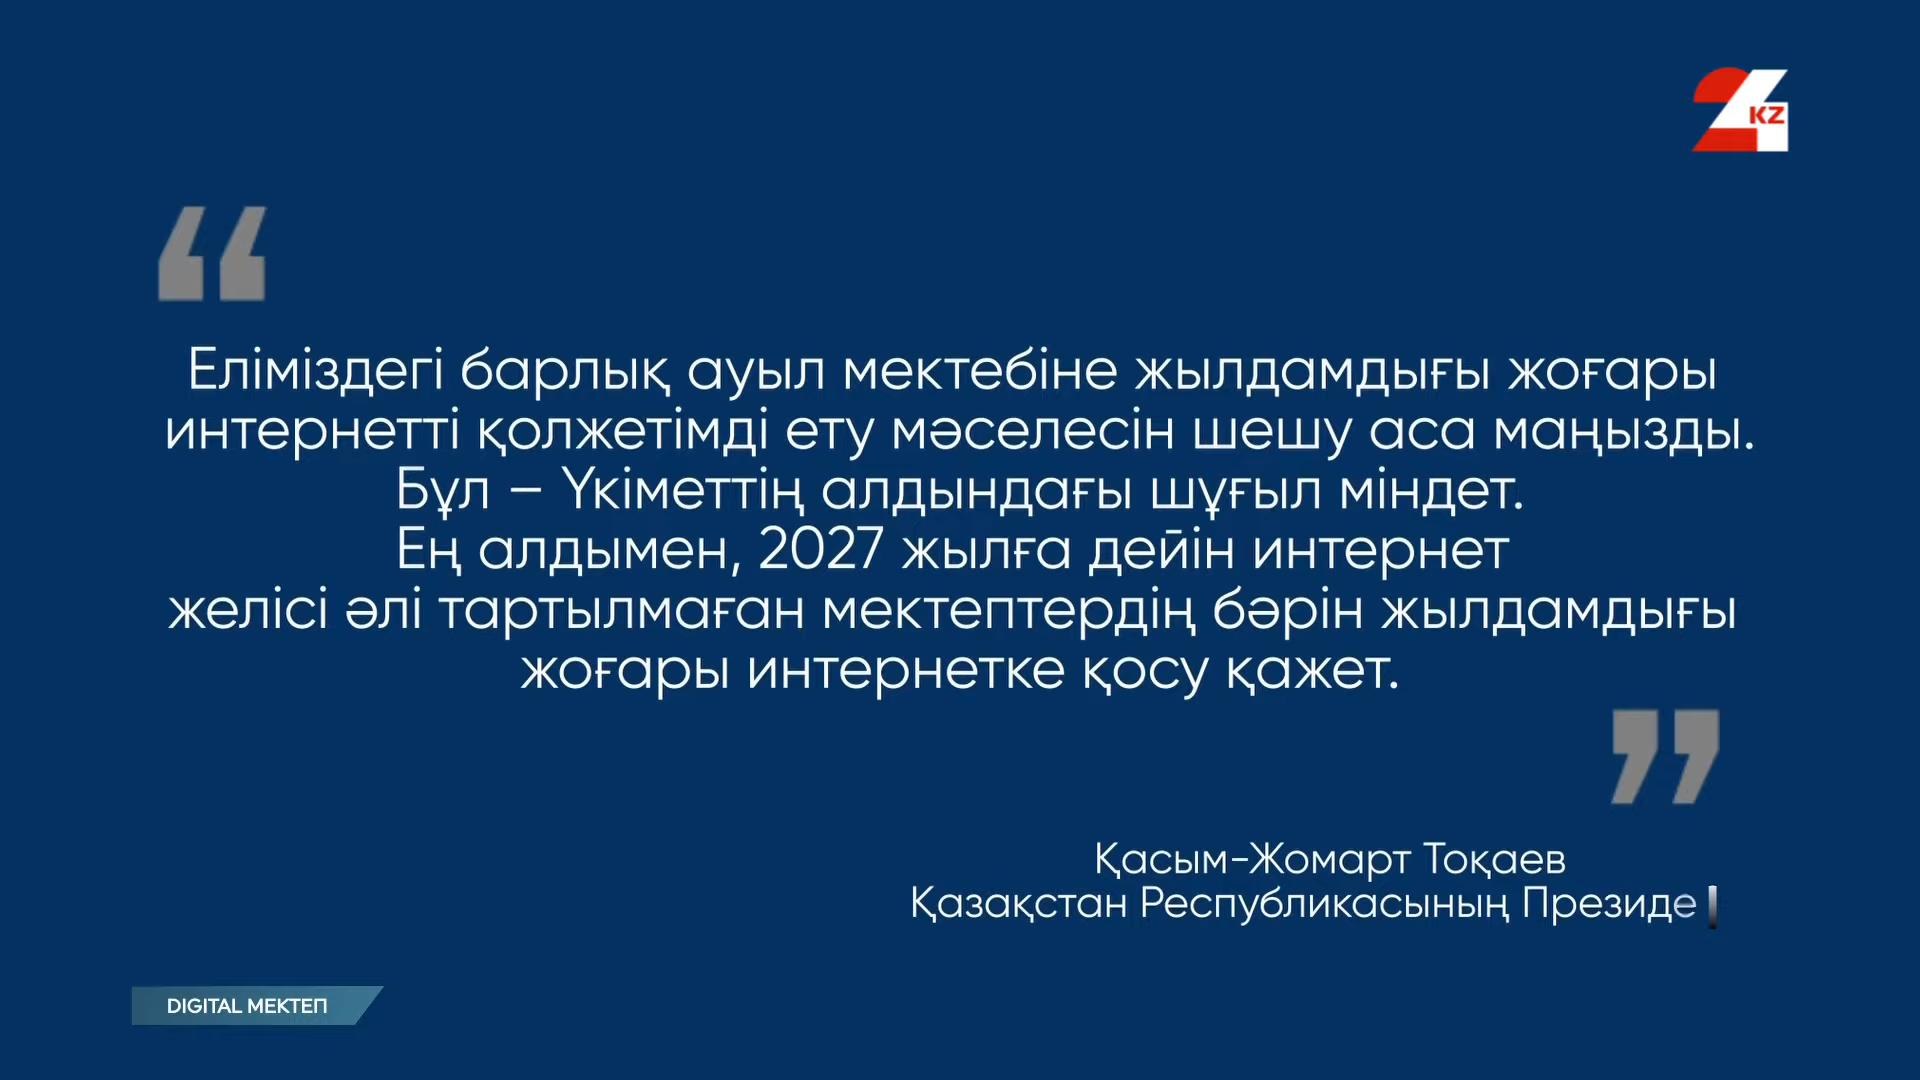 24 KZ
“
Еліміздегі барлық ауыл мектебіне жылдамдығы жоғары
интернетті қолжетімді ету мәселесін шешу аса маңызды.
Бұл – Үкіметтің алдындағы шұғыл міндет.
Ең алдымен, 2027 жылға дейін интернет
желісі әлі тартылмаған мектептердің бәрін жылдамдығы
жоғары интернетке қосу қажет.
”
Қасым-Жомарт Тоқаев
Қазақстан Республикасының Президе
DIGITAL МЕКТЕП